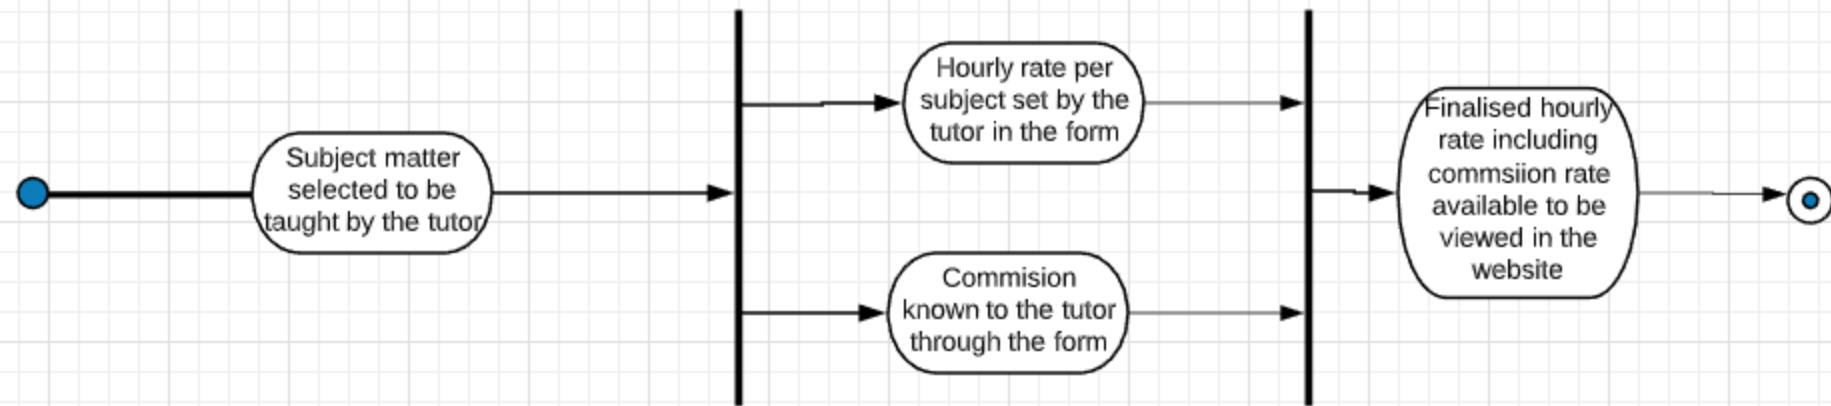 Subject matter
selected to be
taught by the tutor
Hourly rate per
subject set by the
tutor in the form
Commision
known to the tutor
through the form
Finalised hourly
rate including
commsiion rate
available to be
viewed in the
website